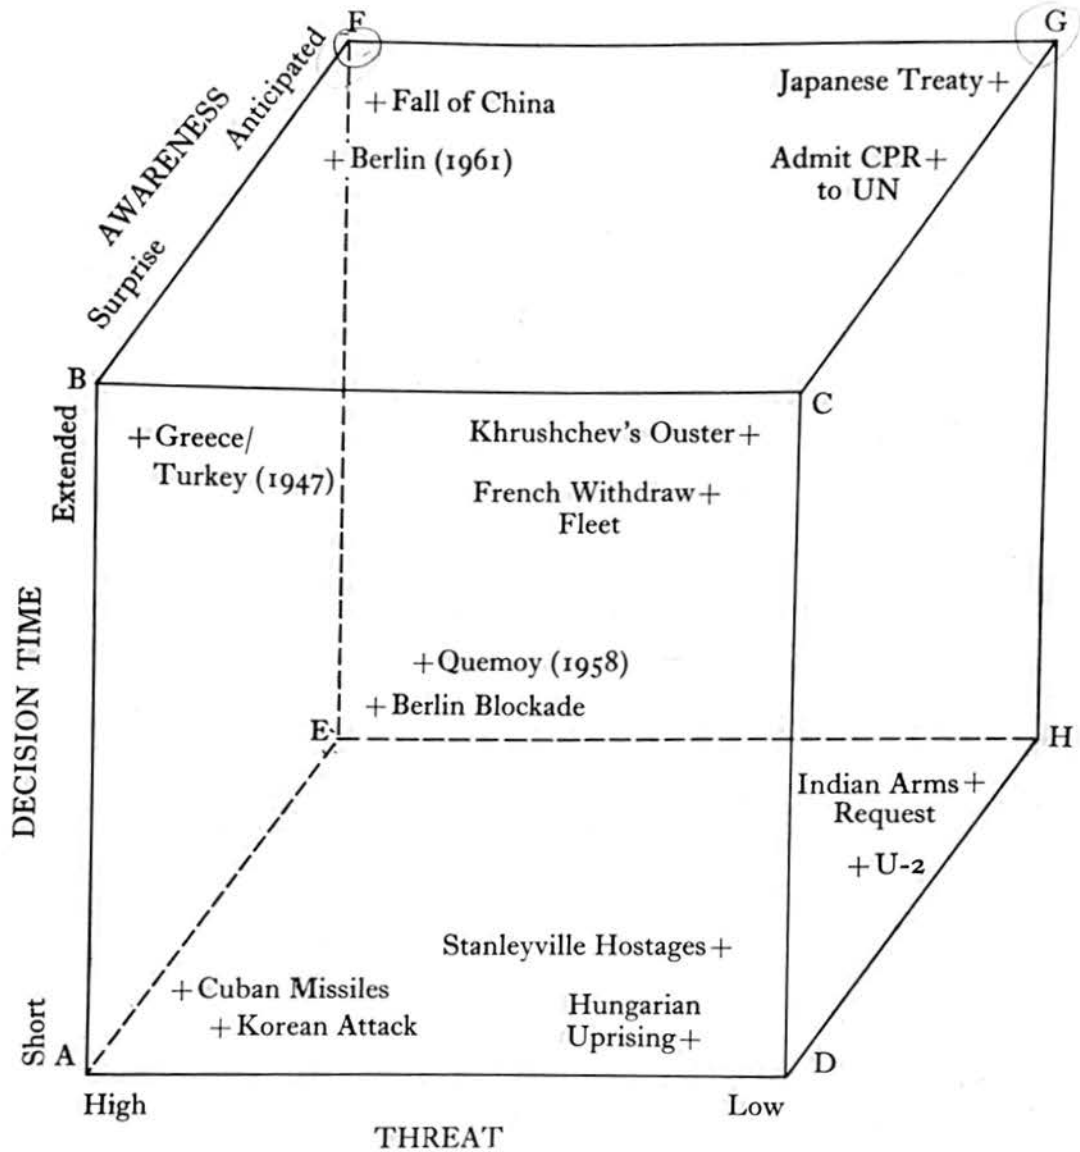 F
G
AWARENESS
Anticipated
Surprise
+Fall of China
Japanese Treaty+
+Berlin (1961)
Admit CPR+
to UN
B
C
Extended
+Greece/
Turkey (1947)
Khrushchev's Ouster+
French Withdraw+
Fleet
DECISION TIME
+Quemoy (1958)
+Berlin Blockade
E
H
Indian Arms+
Request
+U-2
Stanleyville Hostages+
+Cuban Missiles
+Korean Attack
Hungarian
Uprising+
Short
A
D
High
Low
THREAT